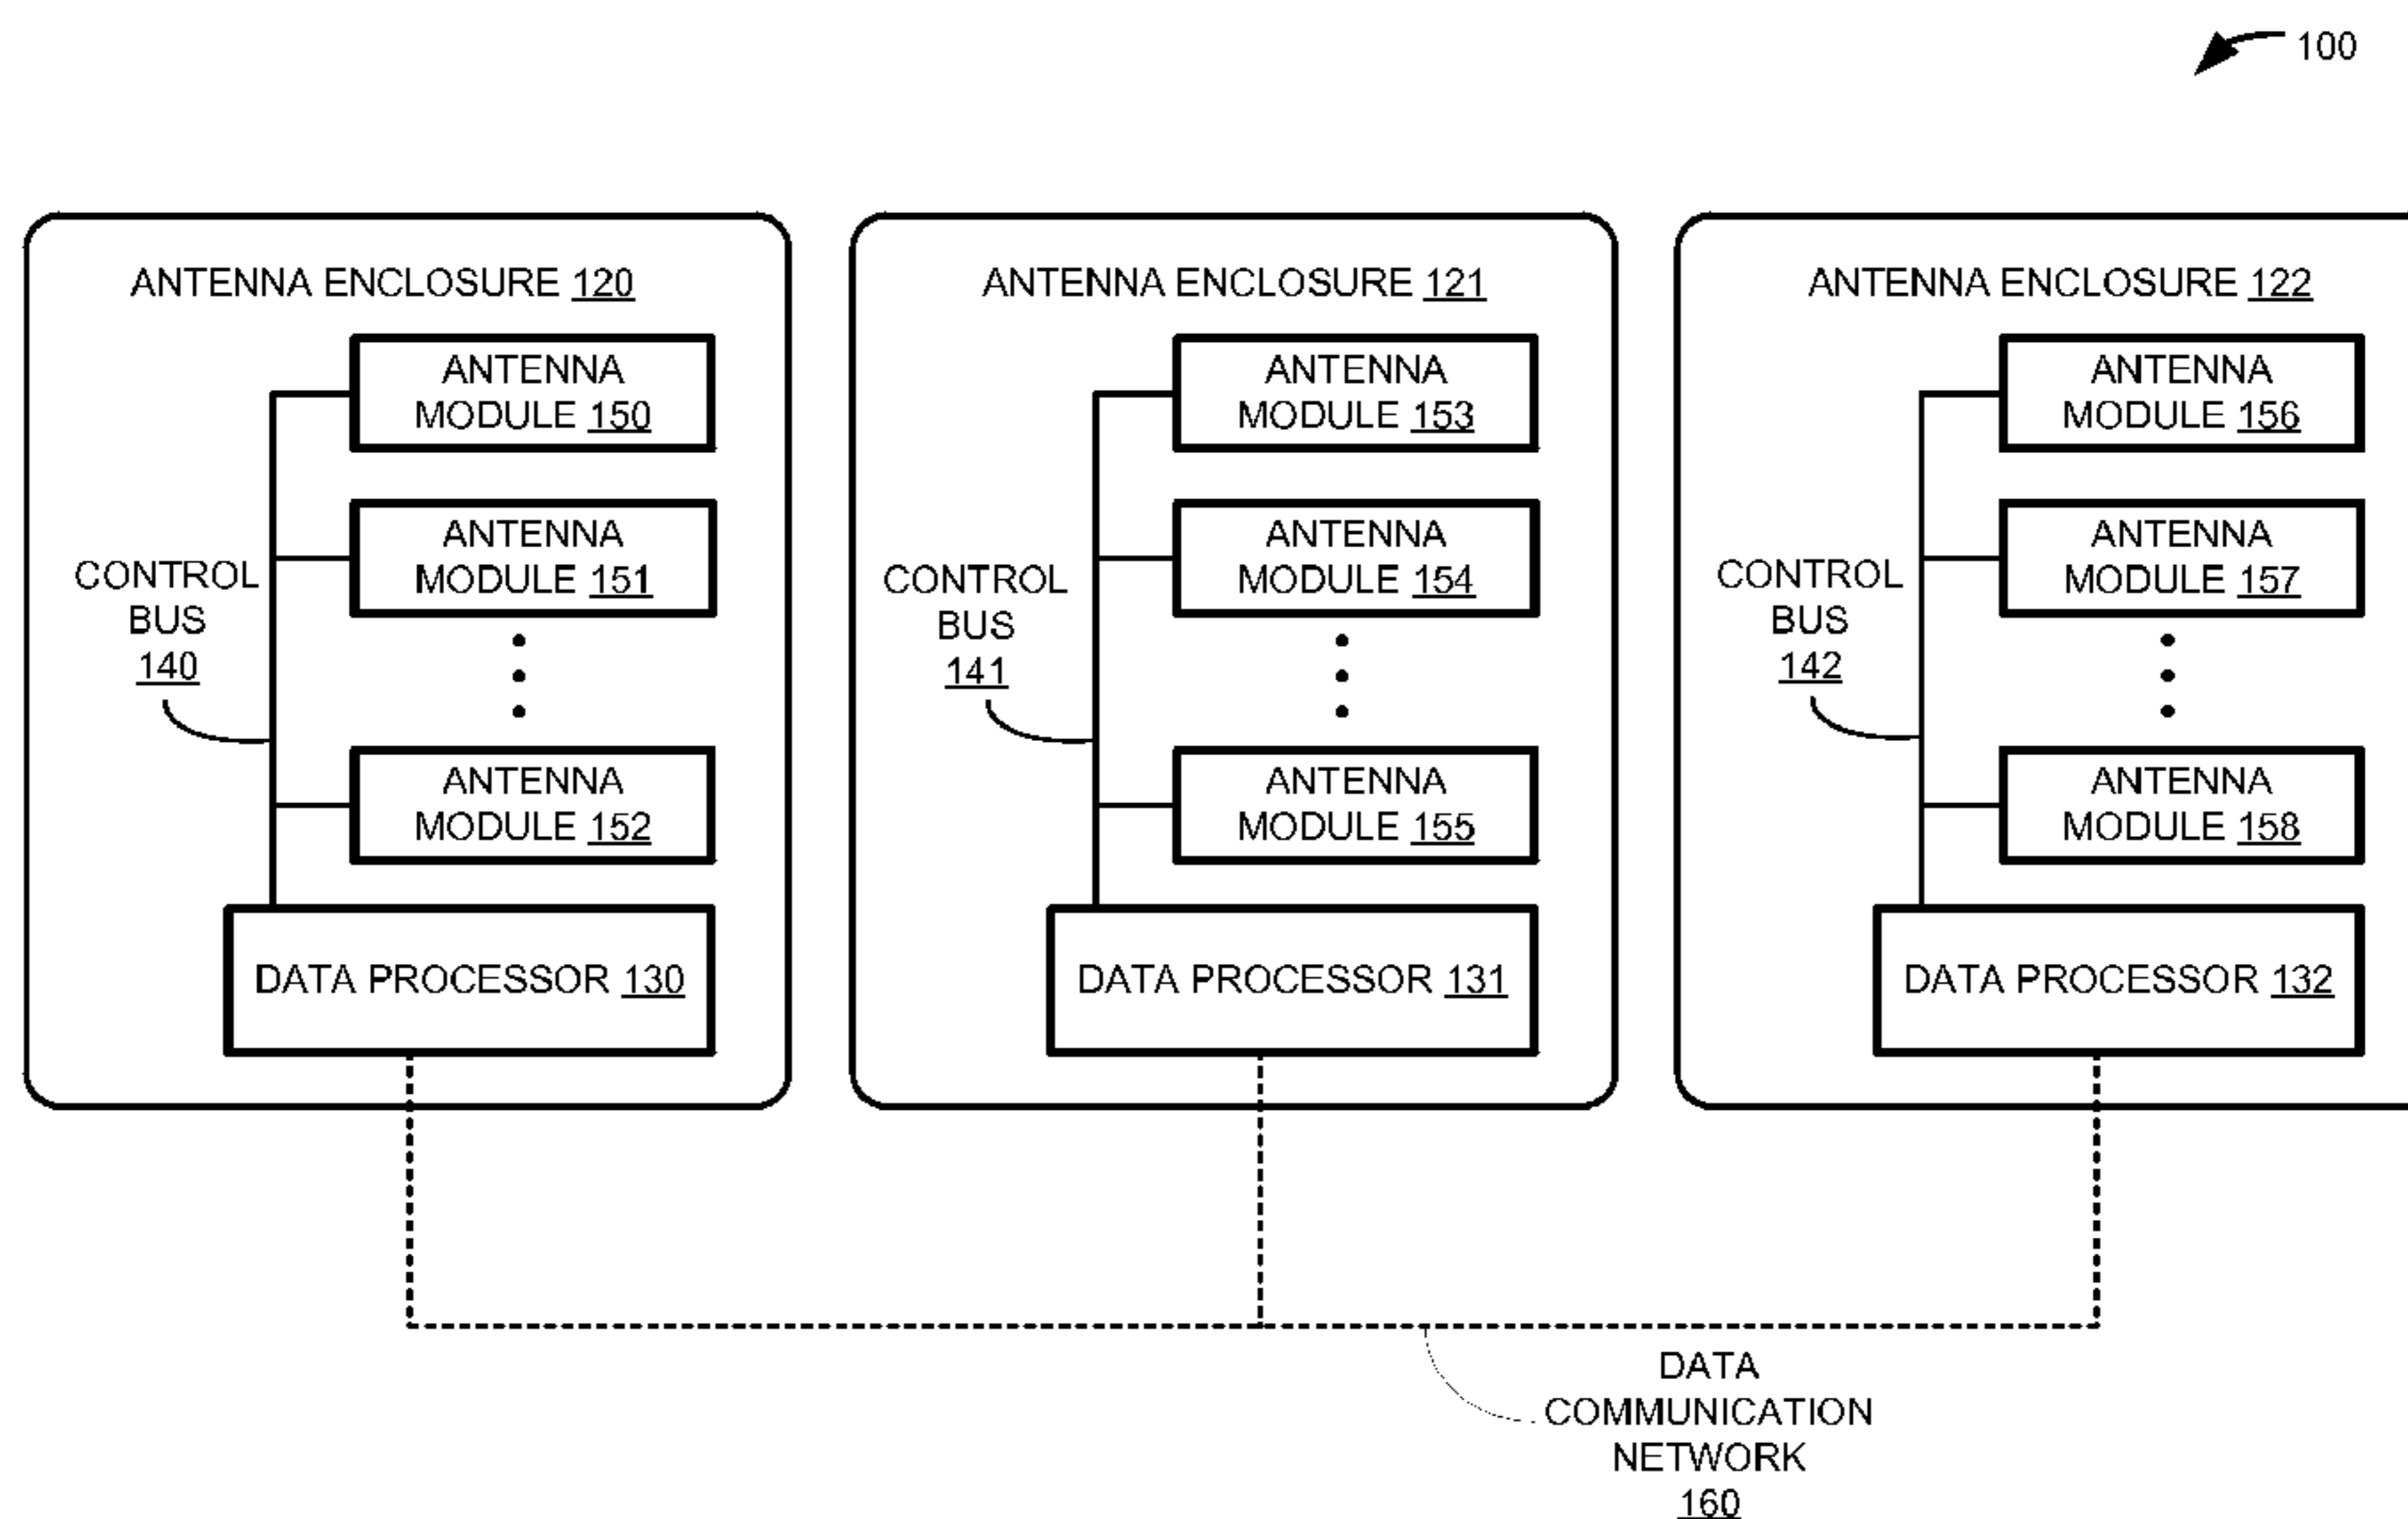 100
ANTENNA ENCLOSURE 120
ANTENNA
MODULE 150
ANTENNA
MODULE 151
CONTROL
BUS
140
ANTENNA
MODULE 152
DATA PROCESSOR 130
ANTENNA ENCLOSURE 121
ANTENNA
MODULE 153
ANTENNA
MODULE 154
CONTROL
BUS
141
ANTENNA
MODULE 155
DATA PROCESSOR 131
ANTENNA ENCLOSURE 122
ANTENNA
MODULE 156
ANTENNA
MODULE 157
CONTROL
BUS
142
ANTENNA
MODULE 158
DATA PROCESSOR 132
DATA
COMMUNICATION
NETWORK
160